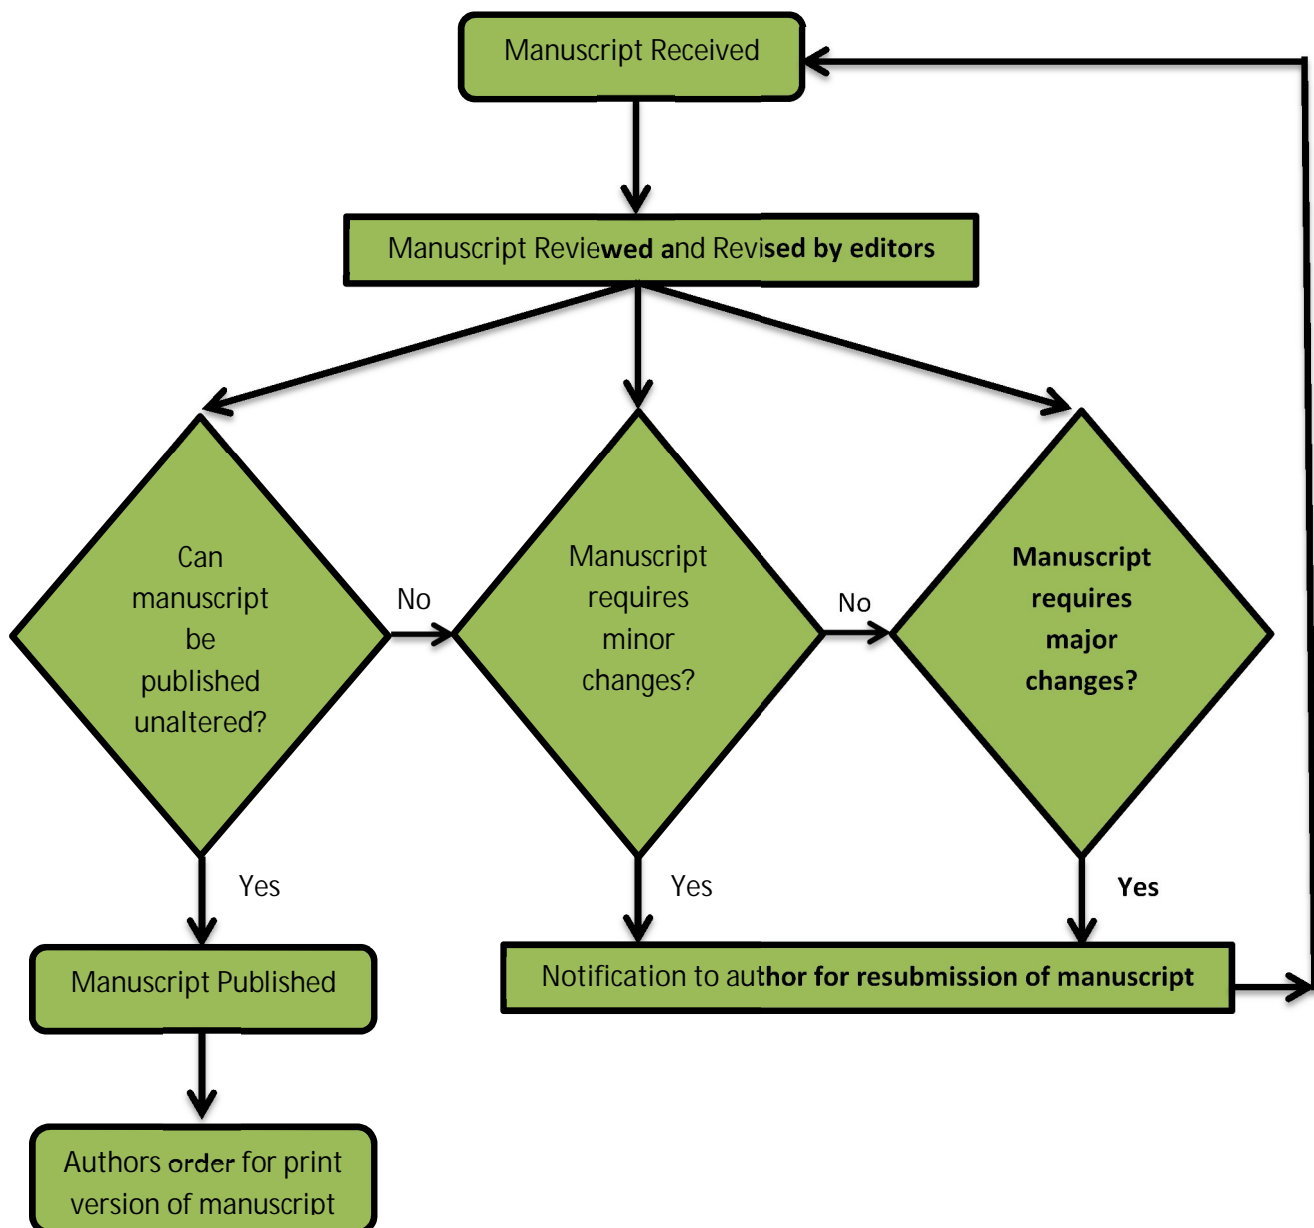 Manuscript Received
Manuscript Reviewed and Revised by editors
Can
manuscript
be
published
unaltered?
No
Manuscript
requires
minor
changes?
No
Manuscript
requires
major
changes?
Yes
Yes
Yes
Manuscript Published
Notification to author for resubmission of manuscript
Authors order for print
version of manuscript